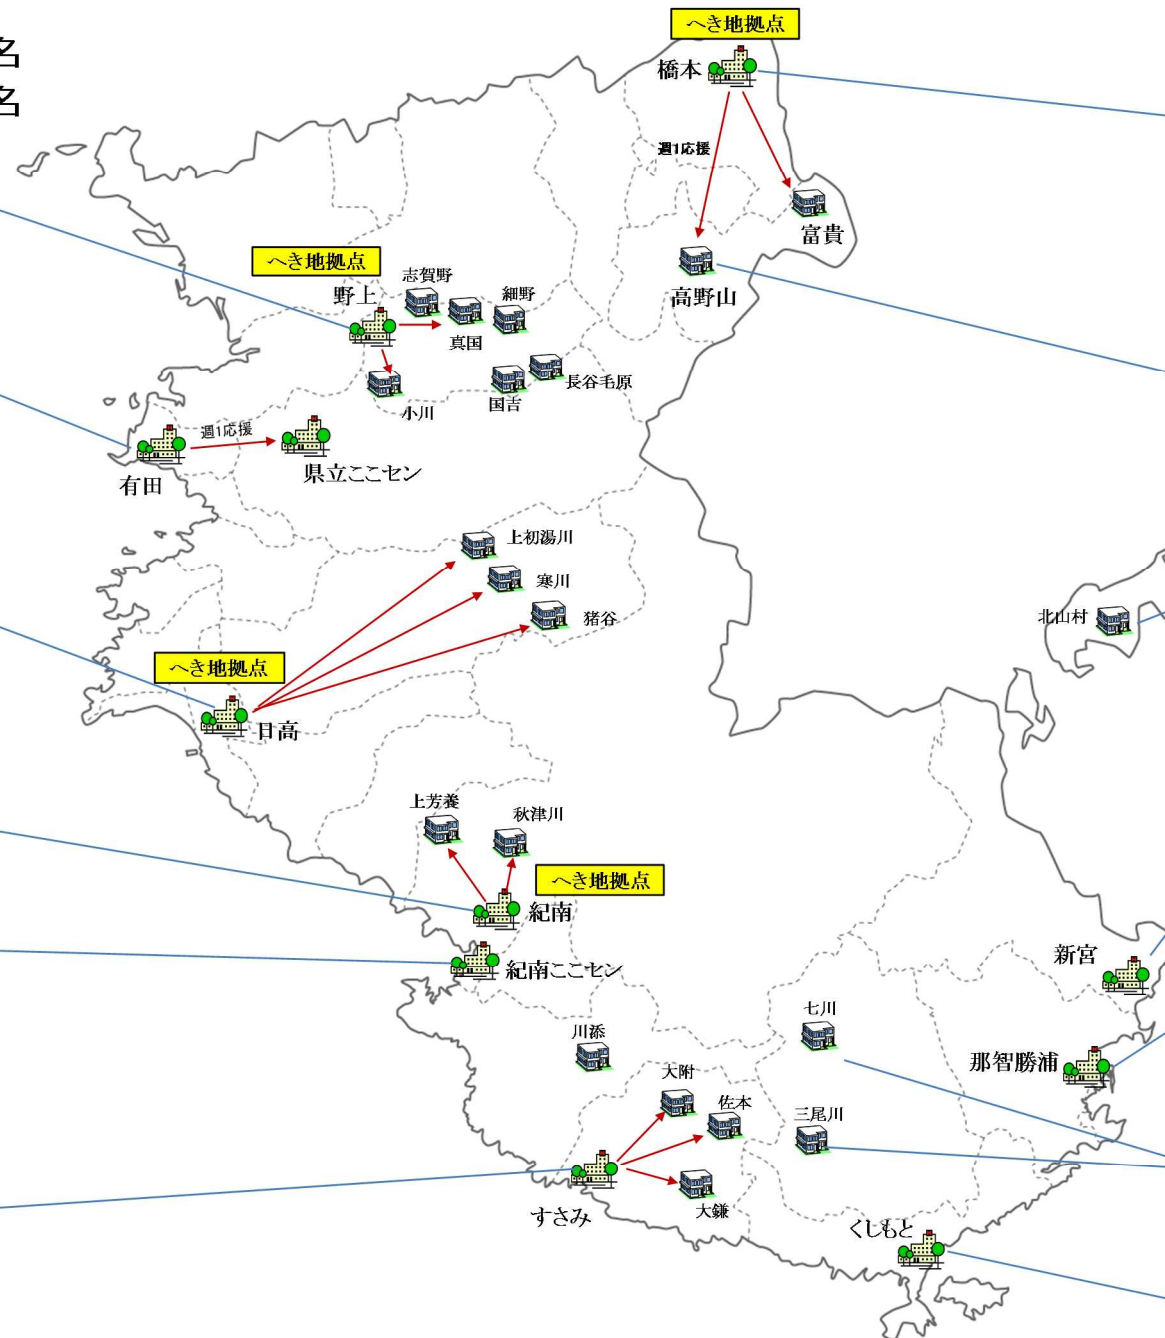 名
名
へき地拠点
橋本
週1応援
富貴
高野山
へき地拠点
野上
志賀野
細野
真国
長谷毛原
国吉
小川
週1応援
有田
県立ここセン
上初湯川
寒川
猪谷
へき地拠点
日高
北山村
上芳養
秋津川
へき地拠点
紀南
紀南ここセン
新宮
七川
川添
那智勝浦
大附
佐本
三尾川
大鎌
すさみ
くしもと